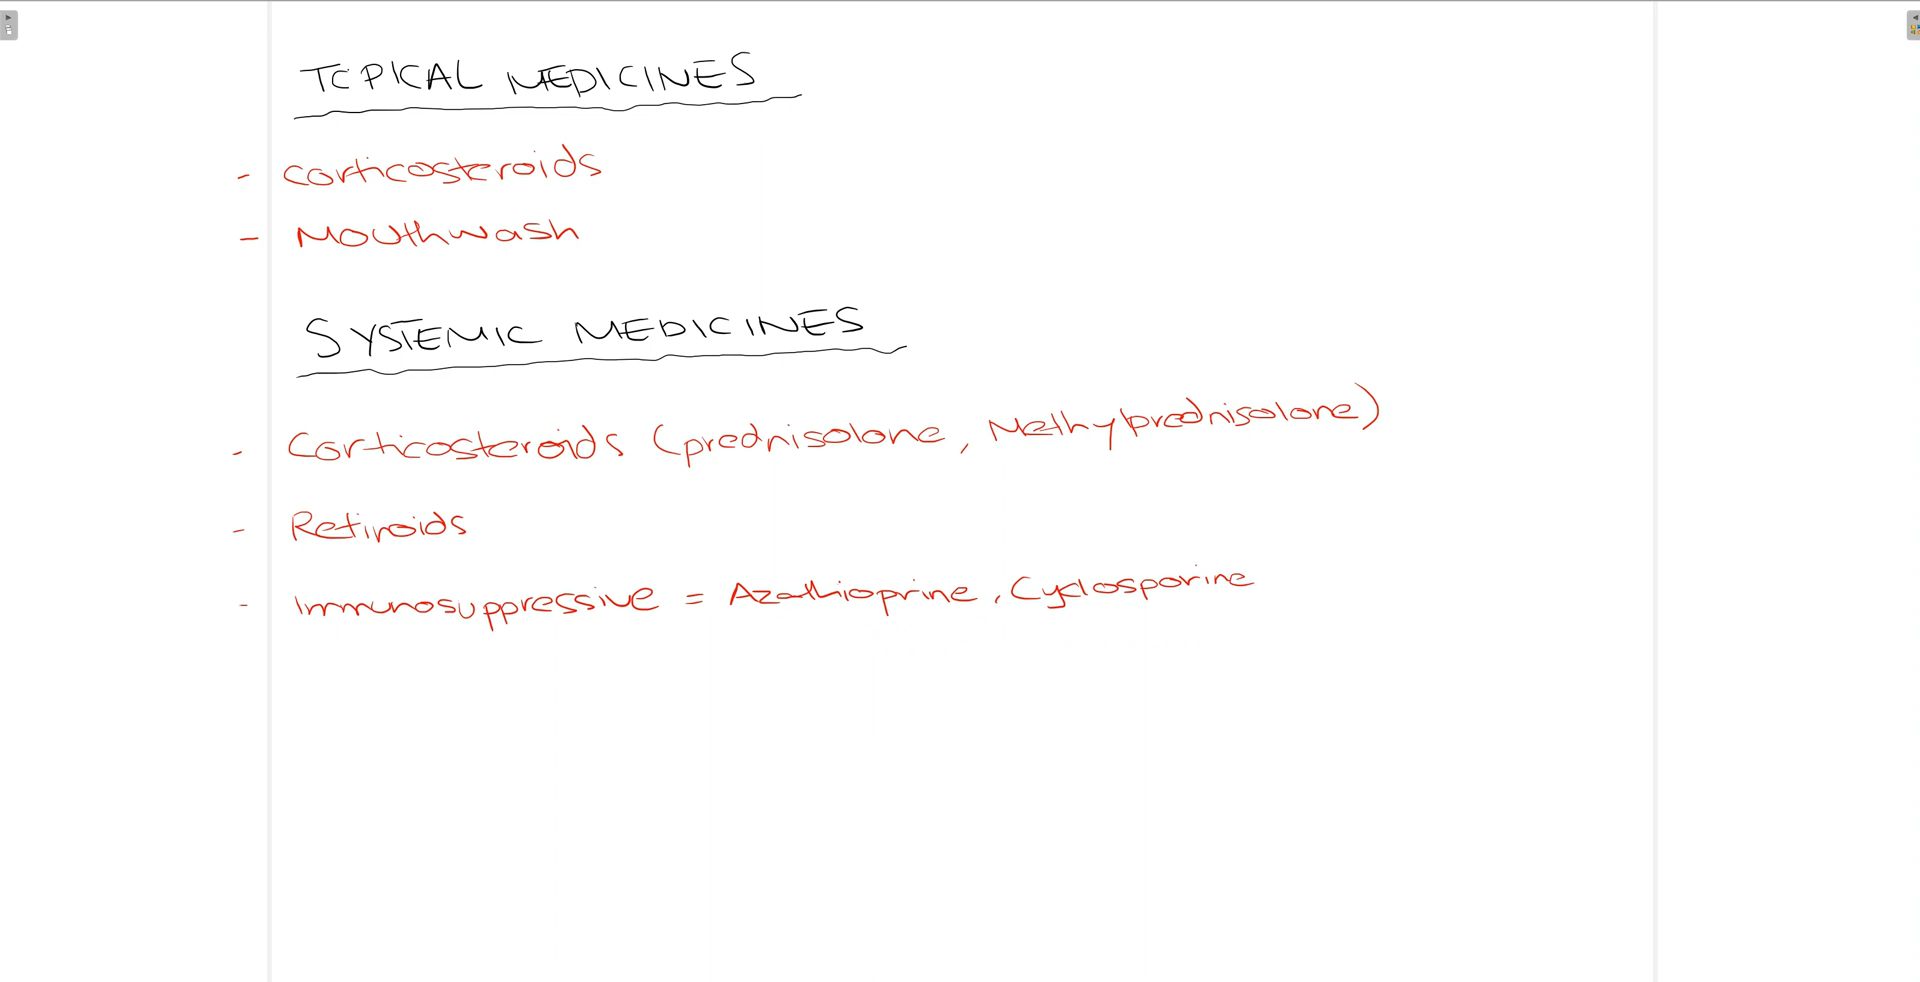 TOPICAL MEDICINES
- Corticosteroids
- Mouthwash
SYSTEMIC MEDICINES
- Corticosteroids (prednisolone, Methylprednisolone)
- Retinoids
- Immunosuppressive = Azathioprine, Cyclosporine